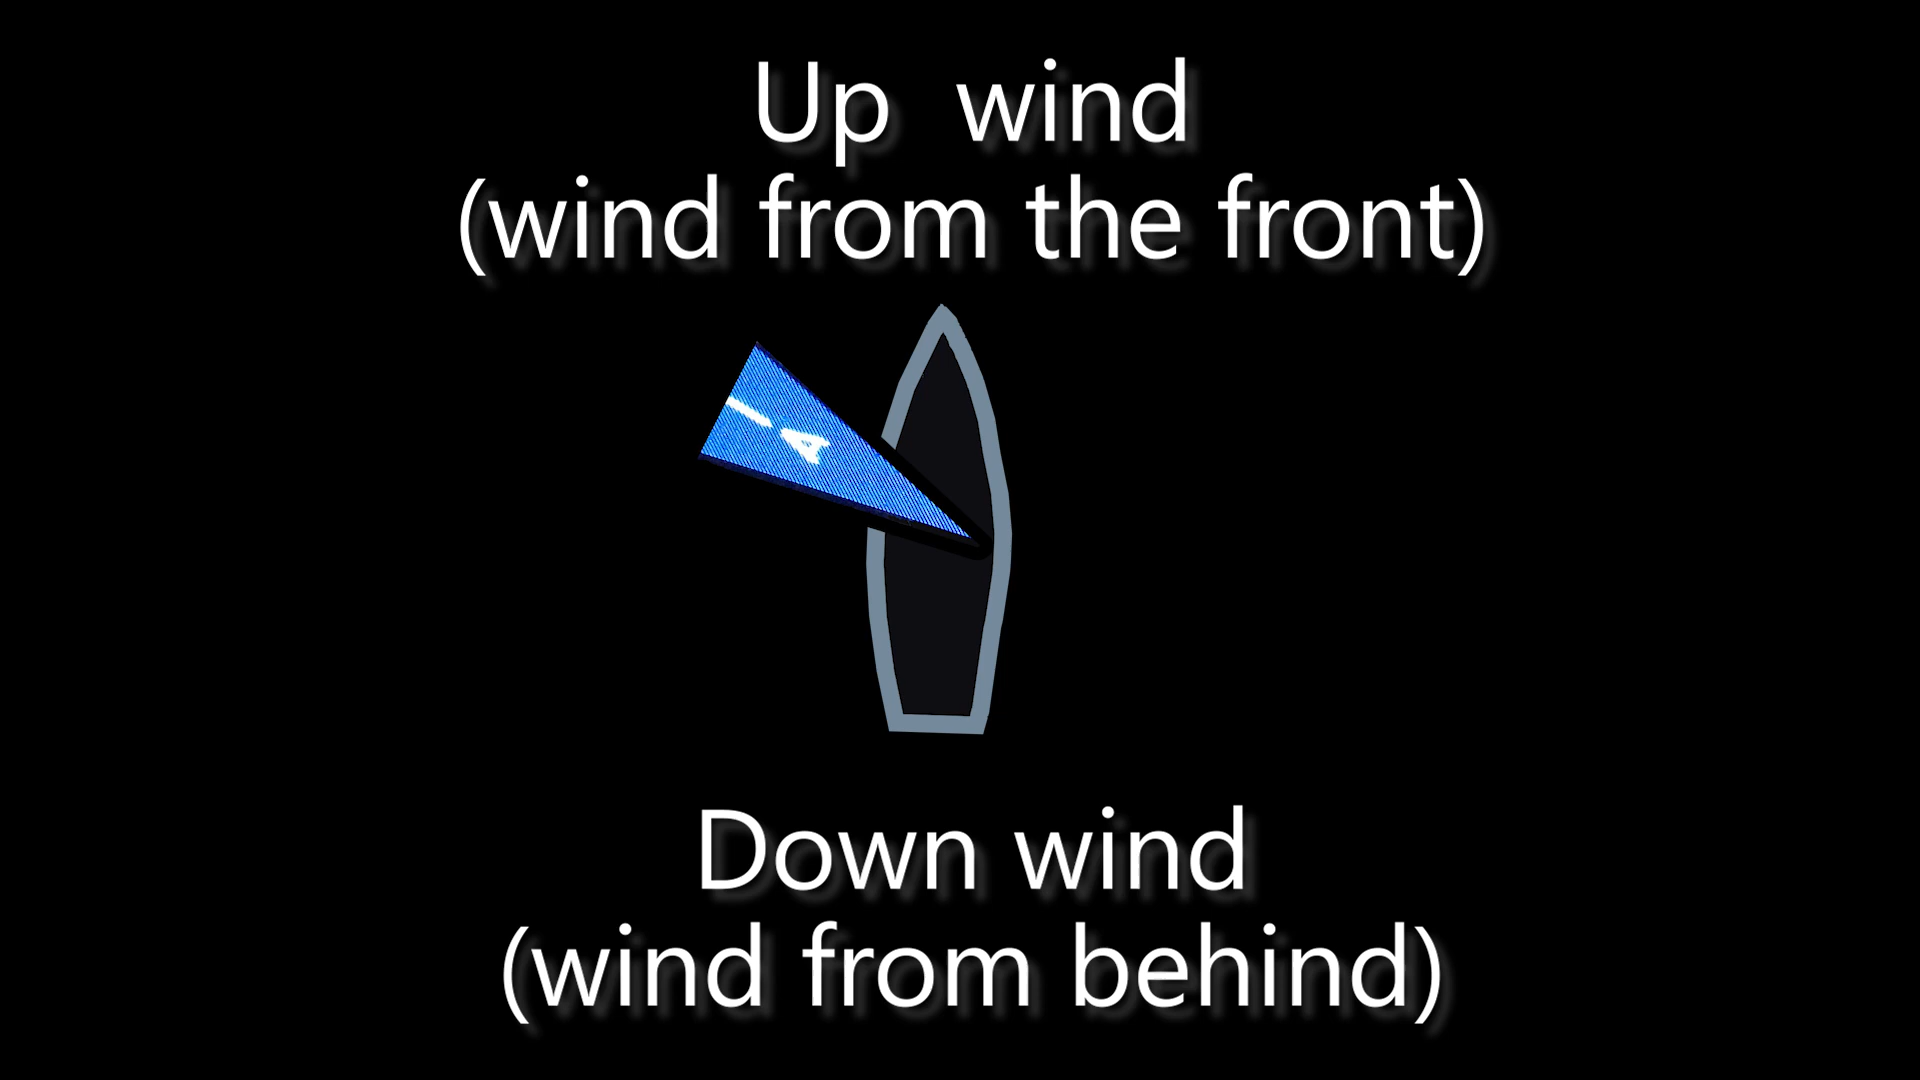 Up wind
(wind from the front)
A
Down wind
(wind from behind)